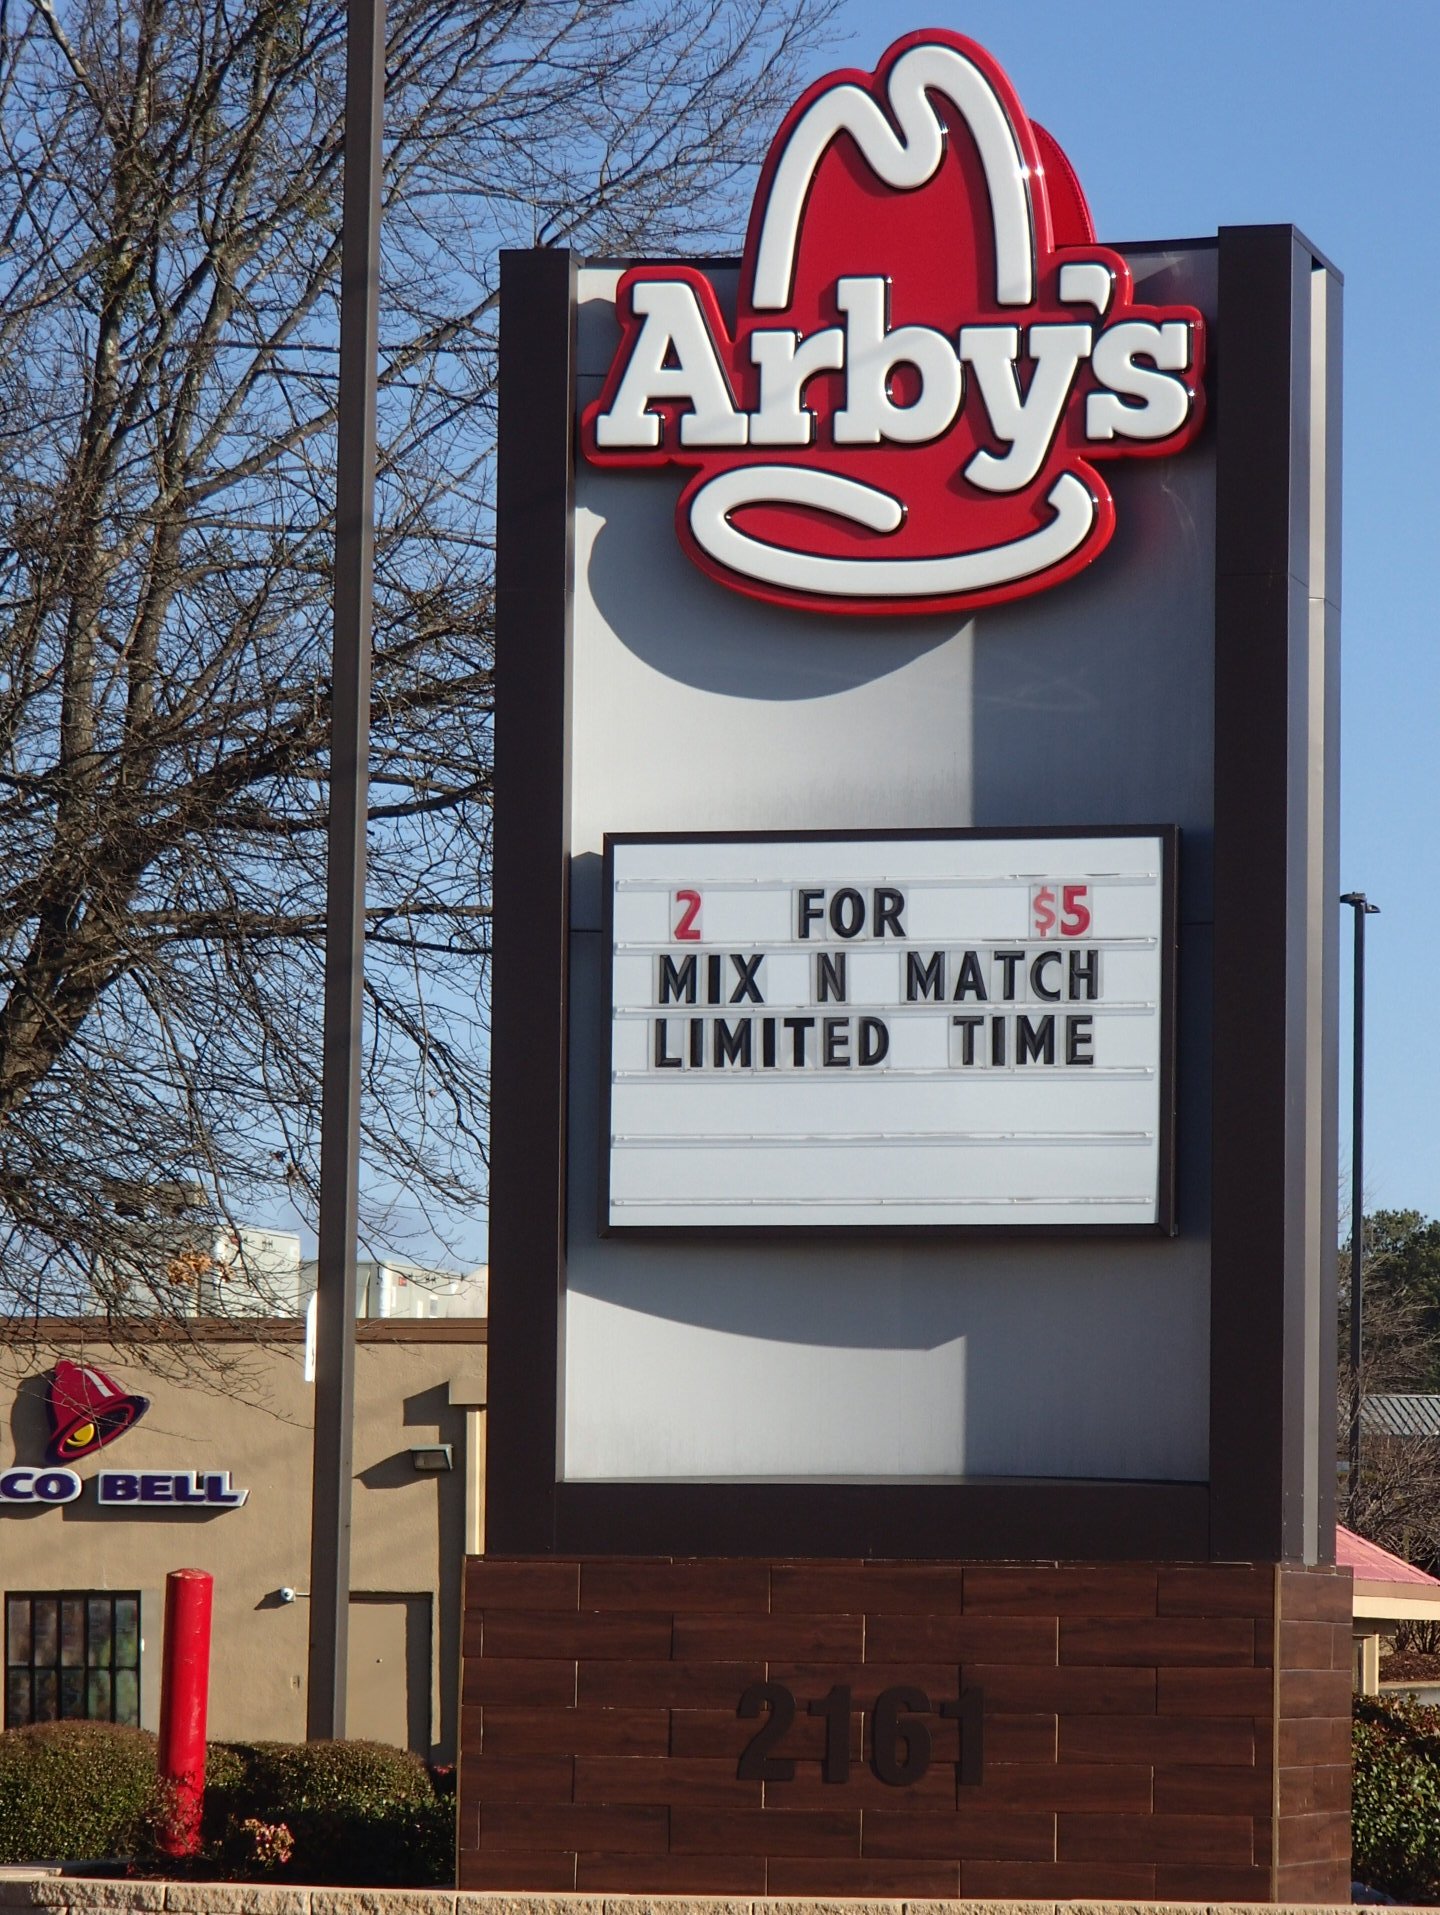 Arby's
2 FOR $5
MIX N MATCH
LIMITED TIME
CO BELL
2161